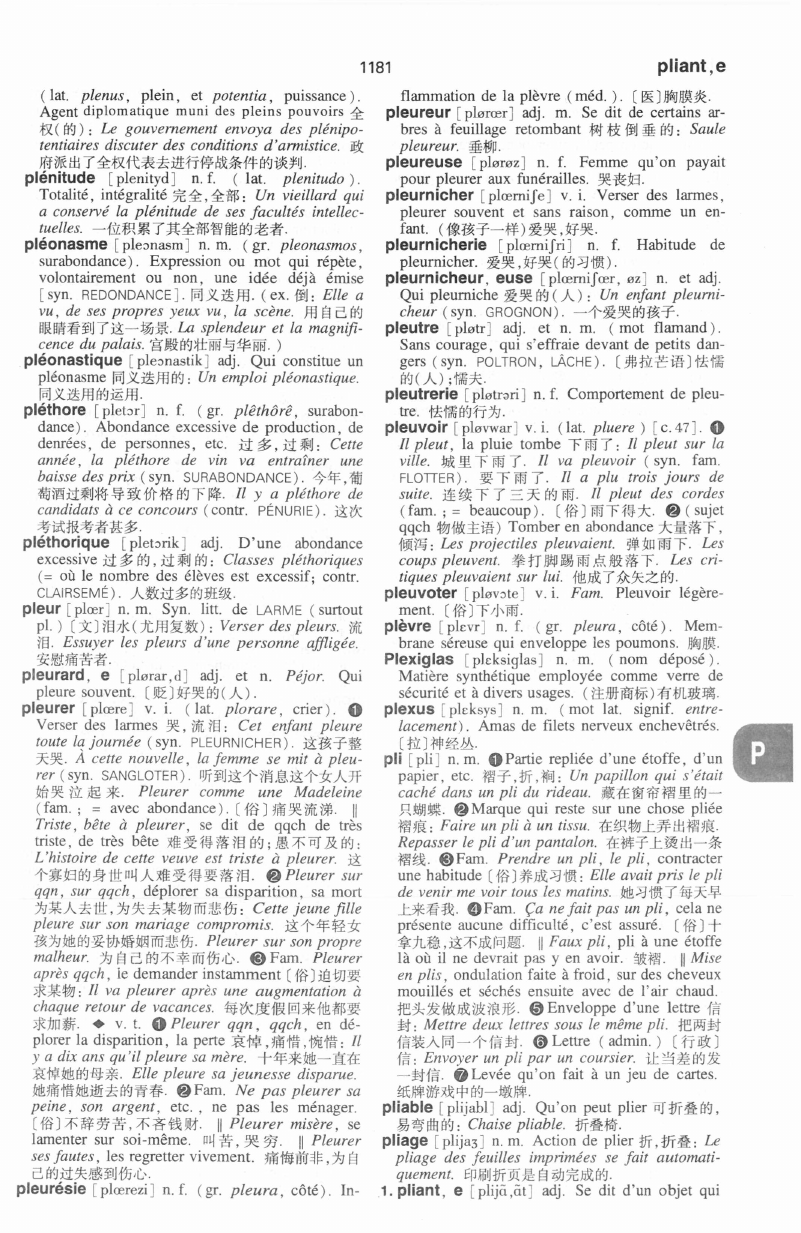 1181
pliant,e
(lat. plenus, plein, et potentia, puissance).
Agent diplomatique muni des pleins pouvoirs 全
权(的): Le gouvernement envoya des plénipo-
tentiaires discuter des conditions d'armistice. 政
府派出了全权代表去进行停战条件的谈判.
plénitude [plenityd] n.f. (lat. plenitudo).
Totalité, intégralité 完全,全部: Un vieillard qui
a conservé la plénitude de ses facultés intellec-
tuelles. 一位积累了其全部智能的老者.
pléonasme [pleɔnasm] n. m. (gr. pleonasmos,
surabondance). Expression ou mot qui répète,
volontairement ou non, une idée déjà émise
[syn. REDONDANCE]. 同义迭用. (ex. 倒: Elle a
vu, de ses propres yeux vu, la scène. 用自己的
眼睛看到了这一场景. La splendeur et la magnifi-
cence du palais. 宫殿的壮丽与华丽. )
pléonastique [pleɔnastik] adj. Qui constitue un
pléonasme 同义迭用的: Un emploi pléonastique.
同义迭用的运用.
pléthore [pletɔr] n. f. (gr. plêthôrê, surabon-
dance). Abondance excessive de production, de
denrées, de personnes, etc. 过多,过剩: Cette
année, la pléthore de vin va entraîner une
baisse des prix (syn. SURABONDANCE). 今年,葡
萄酒过剩将导致价格的下降. Il y a pléthore de
candidats à ce concours (contr. PÉNURIE). 这次
考试报考者甚多.
pléthorique [pletɔrik] adj. D'une abondance
excessive 过多的,过剩的: Classes pléthoriques
(= où le nombre des élèves est excessif; contr.
CLAIRSEMÉ). 人数过多的班级.
pleur [plœr] n. m. Syn. litt. de LARME (surtout
pl.) 〔文〕泪水(尤用复数): Verser des pleurs. 流
泪. Essuyer les pleurs d'une personne affligée.
安慰痛苦者.
pleurard, e [plørar,d] adj. et n. Péjor. Qui
pleure souvent. 〔贬〕好哭的(人).
pleurer [plœre] v. i. (lat. plorare, crier). ❶
Verser des larmes 哭,流泪: Cet enfant pleure
toute la journée (syn. PLEURNICHER). 这孩子整
天哭. À cette nouvelle, la femme se mit à pleu-
rer (syn. SANGLOTER). 听到这个消息这个女人开
始哭泣起来. Pleurer comme une Madeleine
(fam.; = avec abondance).〔俗〕痛哭流涕. ‖
Triste, bête à pleurer, se dit de qqch de très
triste, de très bête 难受得落泪的;愚不可及的:
L'histoire de cette veuve est triste à pleurer. 这
个寡妇的身世叫人难受得要落泪. ❷ Pleurer sur
qqn, sur qqch, déplorer sa disparition, sa mort
为某人去世,为失去某物而悲伤: Cette jeune fille
pleure sur son mariage compromis. 这个年轻女
孩为她的妥协婚姻而悲伤. Pleurer sur son propre
malheur. 为自己的不幸而伤心. ❸ Fam. Pleurer
après qqch, le demander instamment〔俗〕迫切要
求某物: Il va pleurer après une augmentation à
chaque retour de vacances. 每次度假回来他都要
求加薪. ◆ v. t. ❶ Pleurer qqn, qqch, en dé-
plorer la disparition, la perte 哀悼,痛惜,惋惜: Il
y a dix ans qu'il pleure sa mère. 十年来她一直在
哀悼她的母亲. Elle pleure sa jeunesse disparue.
她痛惜她逝去的青春. ❷ Fam. Ne pas pleurer sa
peine, son argent, etc., ne pas les ménager.
〔俗〕不辞劳苦,不吝钱财. ‖ Pleurer misère, se
lamenter sur soi-même. 叫苦,哭穷. ‖ Pleurer
ses fautes, les regretter vivement. 痛悔前非,为自
己的过失感到伤心.
pleurésie [plœrezi] n. f. (gr. pleura, côté). In-
flammation de la plèvre (méd.). 〔医〕胸膜炎.
pleureur [plørœr] adj. m. Se dit de certains ar-
bres à feuillage retombant 树枝倒垂的: Saule
pleureur. 垂柳.
pleureuse [plørøz] n. f. Femme qu'on payait
pour pleurer aux funérailles. 哭丧妇.
pleurnicher [plœrniʃe] v. i. Verser des larmes,
pleurer souvent et sans raison, comme un en-
fant. (像孩子一样)爱哭,好哭.
pleurnicherie [plœrniʃri] n. f. Habitude de
pleurnicher. 爱哭,好哭(的习惯).
pleurnicheur, euse [plœrniʃœr, øz] n. et adj.
Qui pleurniche 爱哭的(人): Un enfant pleurni-
cheur (syn. GROGNON). 一个爱哭的孩子.
pleutre [pløtr] adj. et n. m. (mot flamand).
Sans courage, qui s'effraie devant de petits dan-
gers (syn. POLTRON, LÂCHE). 〔弗拉芒语〕怯懦
的(人);懦夫.
pleutrerie [pløtrəri] n. f. Comportement de pleu-
tre. 怯懦的行为.
pleuvoir [pløvwar] v. i. (lat. pluere) [c.47]. ❶
Il pleut, la pluie tombe 下雨了: Il pleut sur la
ville. 城里下雨了. Il va pleuvoir (syn. fam.
FLOTTER). 要下雨了. Il a plu trois jours de
suite. 连续下了三天的雨. Il pleut des cordes
(fam.; = beaucoup). 〔俗〕雨下得大. ❷ (sujet
qqch 物做主语) Tomber en abondance 大量落下,
倾泻: Les projectiles pleuvaient. 弹如雨下. Les
coups pleuvent. 拳打脚踢雨点般落下. Les cri-
tiques pleuvaient sur lui. 他成了众矢之的.
pleuvoter [pløvɔte] v. i. Fam. Pleuvoir légère-
ment. 〔俗〕下小雨.
plèvre [plɛvr] n. f. (gr. pleura, côté). Mem-
brane séreuse qui enveloppe les poumons. 胸膜.
Plexiglas [plɛksiglas] n. m. (nom déposé).
Matière synthétique employée comme verre de
sécurité et à divers usages. (注册商标)有机玻璃.
plexus [plɛksys] n. m. (mot lat. signif. entre-
lacement). Amas de filets nerveux enchevêtrés.
〔拉〕神经丛.
pli [pli] n. m. ❶ Partie repliée d'une étoffe, d'un
papier, etc. 褶子,折,裥: Un papillon qui s'était
caché dans un pli du rideau. 藏在窗帘褶里的一
只蝴蝶. ❷ Marque qui reste sur une chose pliée
褶痕: Faire un pli à un tissu. 在织物上弄出褶痕.
Repasser le pli d'un pantalon. 在裤子上烫出一条
褶线. ❸ Fam. Prendre un pli, le pli, contracter
une habitude〔俗〕养成习惯: Elle avait pris le pli
de venir me voir tous les matins. 她习惯了每天早
上来看我. ❹ Fam. Ça ne fait pas un pli, cela ne
présente aucune difficulté, c'est assuré. 〔俗〕十
拿九稳,这不成问题. ‖ Faux pli, pli à une étoffe
là où il ne devrait pas y en avoir. 皱褶. ‖ Mise
en plis, ondulation faite à froid, sur des cheveux
mouillés et séchés ensuite avec de l'air chaud.
把头发做成波浪形. ❺ Enveloppe d'une lettre 信
封: Mettre deux lettres sous le même pli. 把两封
信装入同一个信封. ❻ Lettre (admin.)〔行政〕
信: Envoyer un pli par un coursier. 让当差的发
一封信. ❼ Levée qu'on fait à un jeu de cartes.
纸牌游戏中的一墩牌.
pliable [plijabl] adj. Qu'on peut plier 可折叠的,
易弯曲的: Chaise pliable. 折叠椅.
pliage [plijaʒ] n. m. Action de plier 折,折叠: Le
pliage des feuilles imprimées se fait automati-
quement. 印刷折页是自动完成的.
1. pliant, e [plijɑ̃,ɑ̃t] adj. Se dit d'un objet qui
P